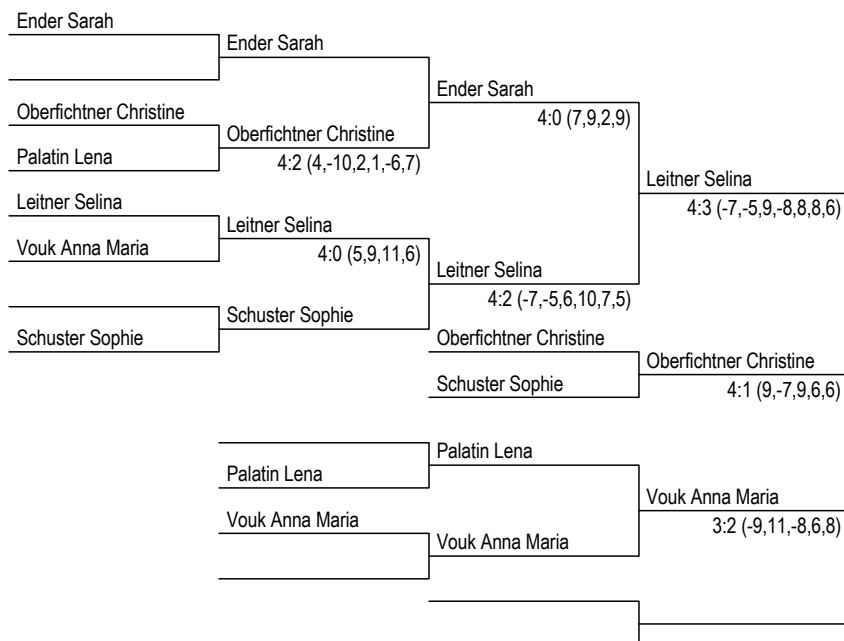 Ender Sarah
Ender Sarah
Ender Sarah
4:0 (7,9,2,9)
Oberfichtner Christine
Oberfichtner Christine
4:2 (4,-10,2,1,-6,7)
Palatin Lena
Leitner Selina
4:3 (-7,-5,9,-8,8,8,6)
Leitner Selina
Leitner Selina
4:0 (5,9,11,6)
Vouk Anna Maria
Leitner Selina
4:2 (-7,-5,6,10,7,5)
Schuster Sophie
Schuster Sophie
Oberfichtner Christine
Oberfichtner Christine
4:1 (9,-7,9,6,6)
Schuster Sophie
Palatin Lena
Palatin Lena
Vouk Anna Maria
3:2 (-9,11,-8,6,8)
Vouk Anna Maria
Vouk Anna Maria